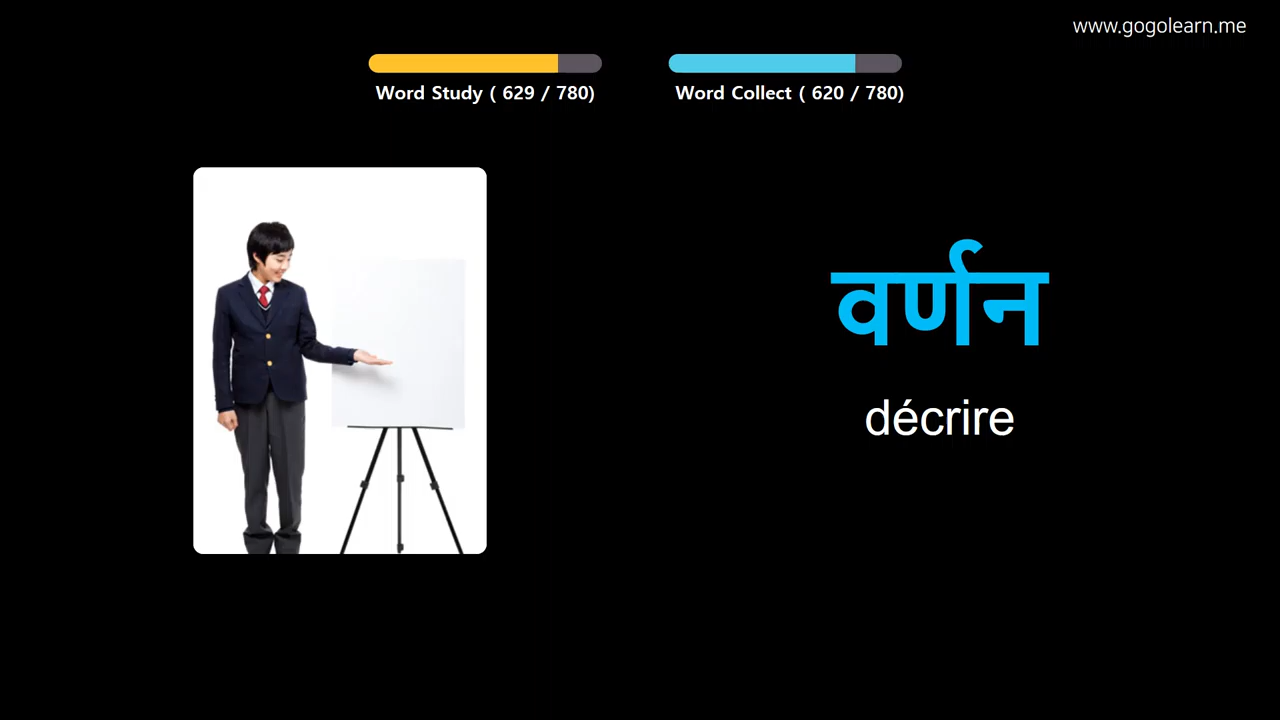 www.gogolearn.me
Word Study ( 629 / 780)
Word Collect ( 620 / 780)
वर्णन
décrire